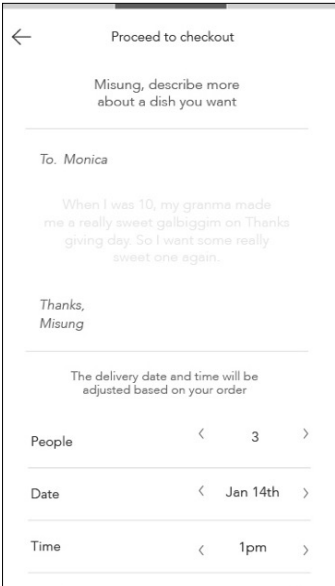 Proceed to checkout
Misung, describe more
about a dish you want
To. Monica
When I was 10, my granma made
me a really sweet galbiggim on Thanks
giving day. So I want some really
sweet one again.
Thanks,
Misung
The delivery date and time will be
adjusted based on your order
People < 3 >
Date < Jan 14th >
Time < 1pm >